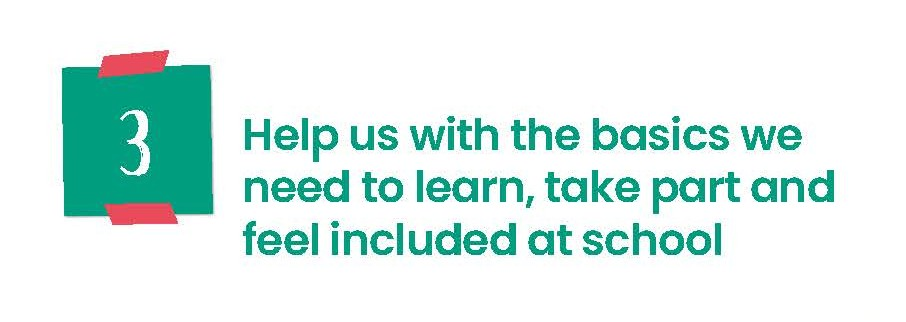 3
Help us with the basics we
need to learn, take part and
feel included at school